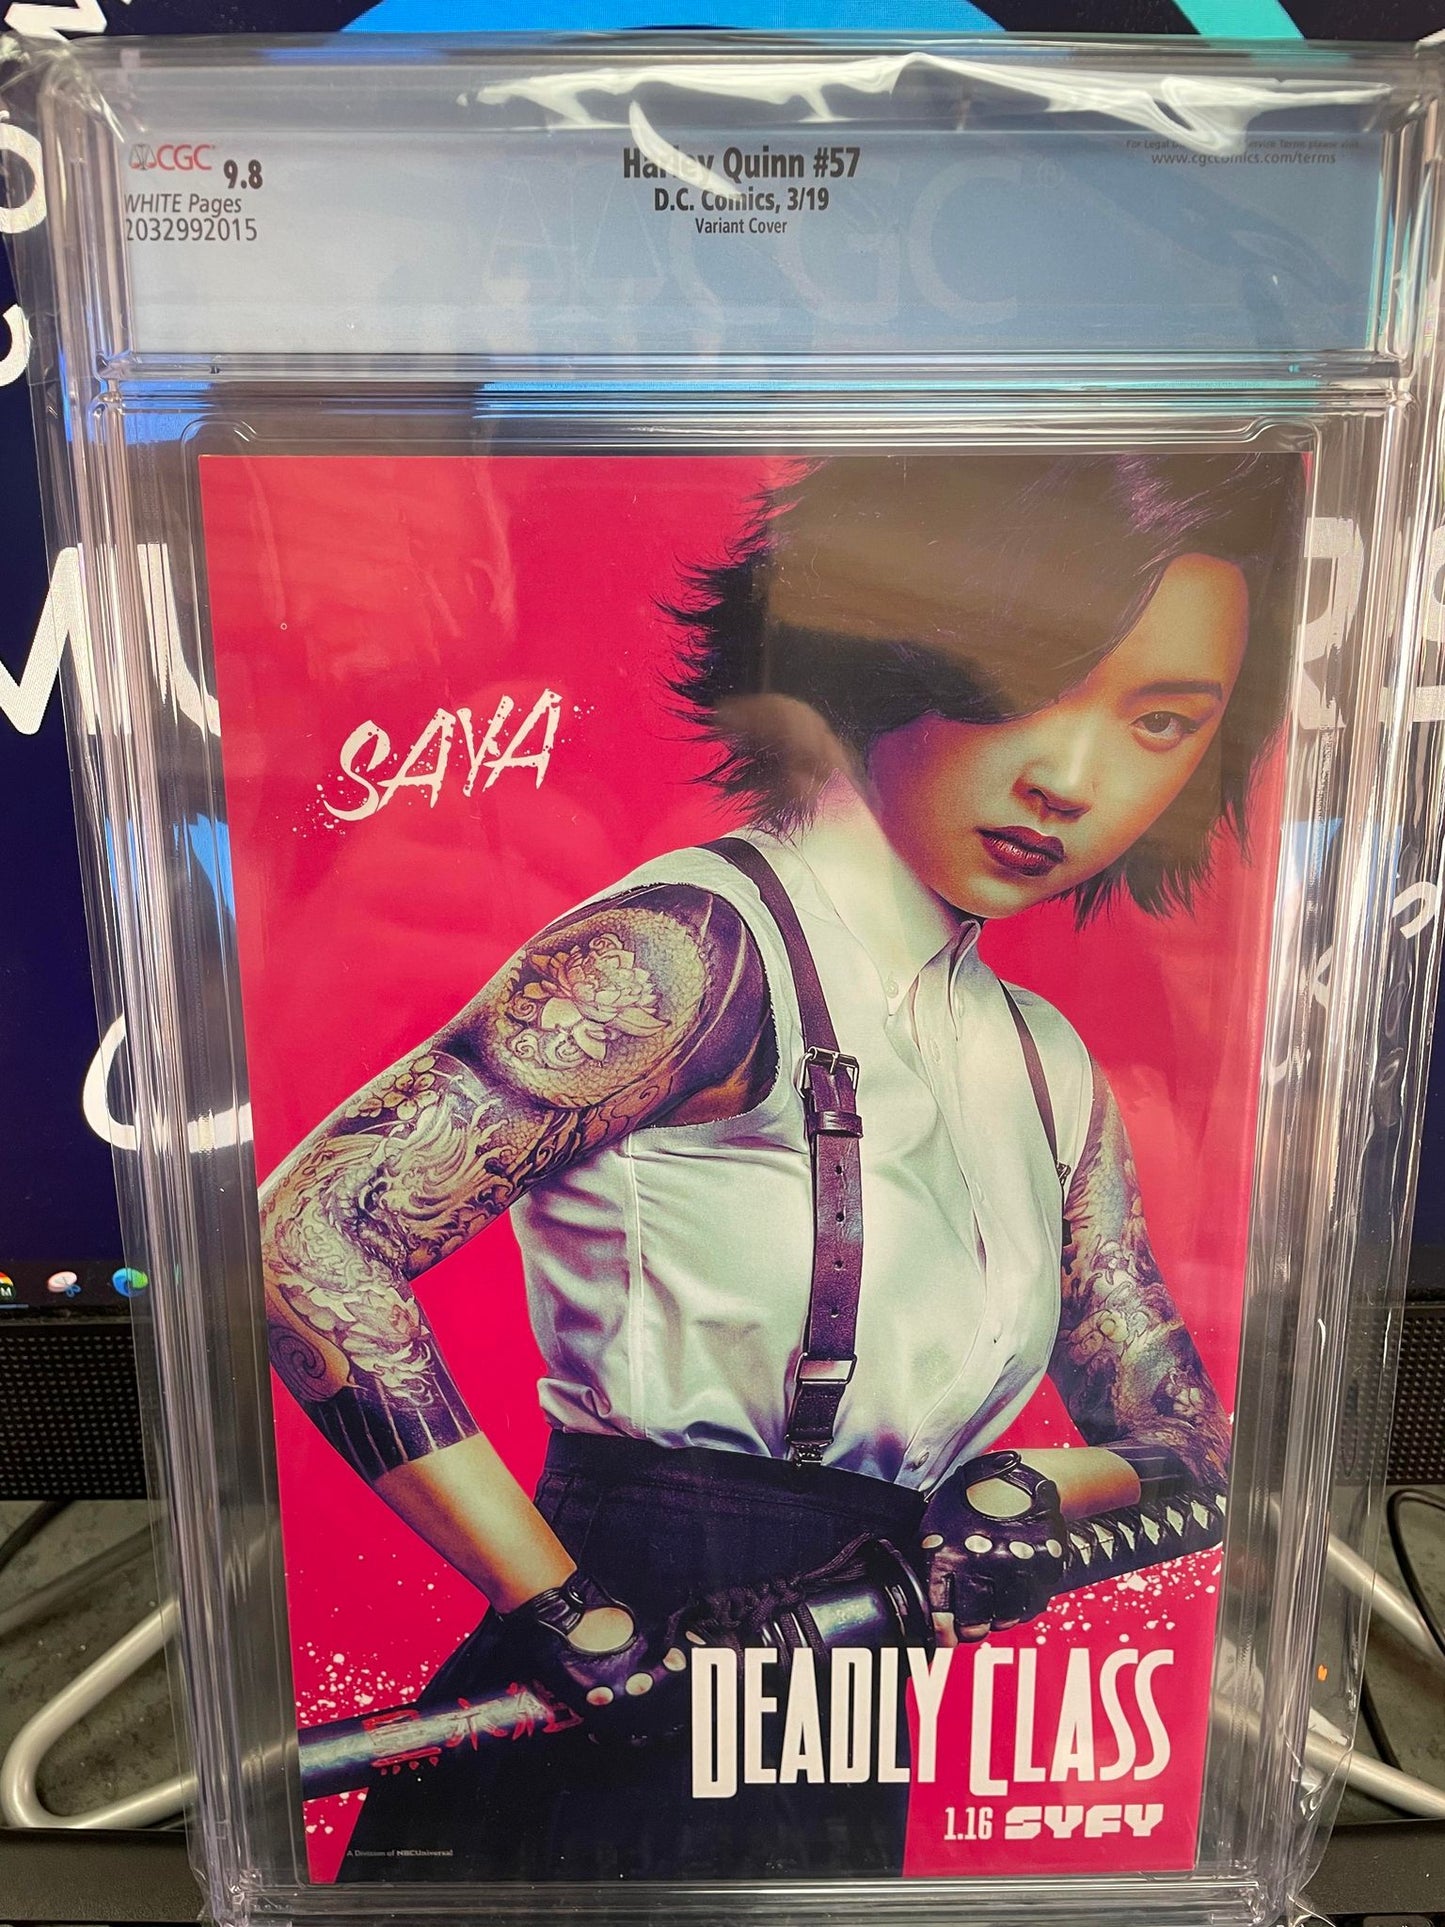 CGC 9.8
WHITE Pages
2032992015
Harley Quinn #57
D.C. Comics, 3/19
Variant Cover
www.cgccomics.com/terms
SAYA
DEADLY CLASS
1.16 SYFY
A Division of NBCUniversal